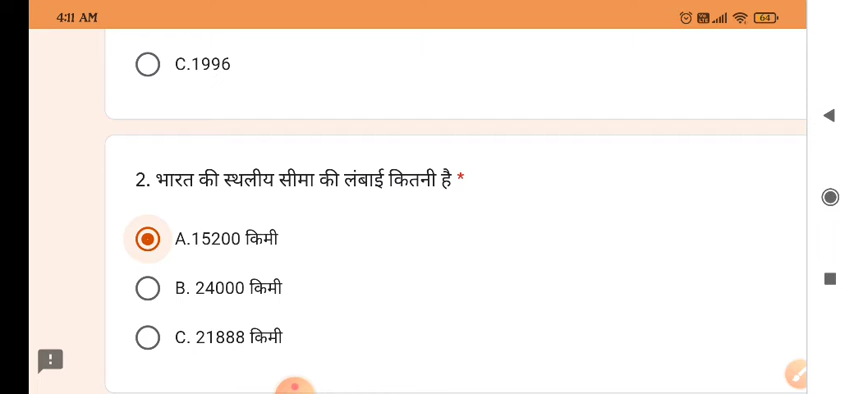 4:11 AM
64
C.1996
2. भारत की स्थलीय सीमा की लंबाई कितनी है *
A.15200 किमी
B. 24000 किमी
C. 21888 किमी